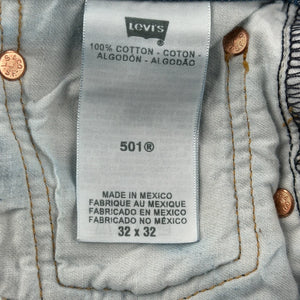 LEVI'S
100% COTTON - COTON -
ALGODÓN - ALGODÃO
501®
MADE IN MEXICO
FABRIQUE AU MEXIQUE
FABRICADO EN MEXICO
FABRICADO NO MÉXICO
32 x 32